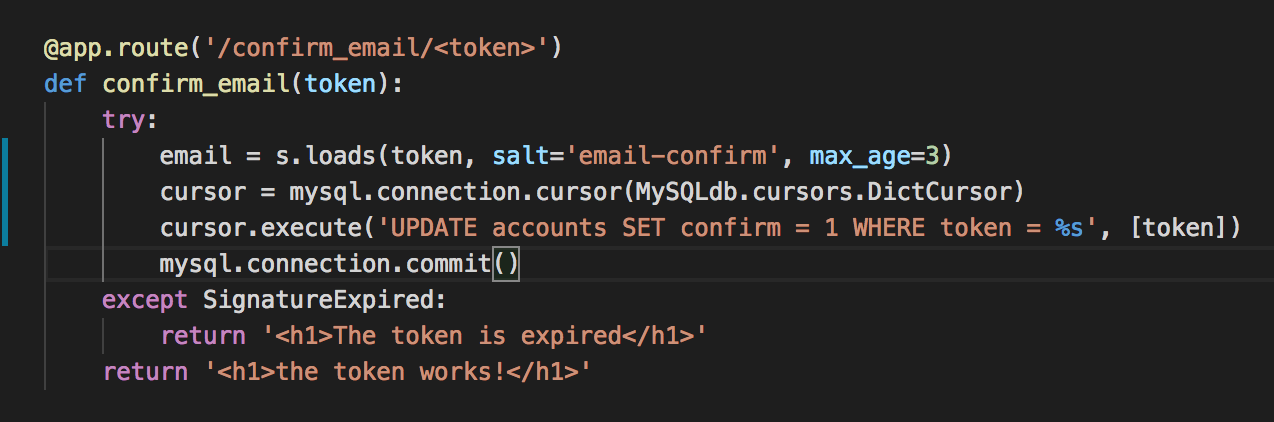 @app.route('/confirm_email/<token>')
def confirm_email(token):
    try:
        email = s.loads(token, salt='email-confirm', max_age=3)
        cursor = mysql.connection.cursor(MySQLdb.cursors.DictCursor)
        cursor.execute('UPDATE accounts SET confirm = 1 WHERE token = %s', [token])
        mysql.connection.commit()
    except SignatureExpired:
        return '<h1>The token is expired</h1>'
    return '<h1>the token works!</h1>'